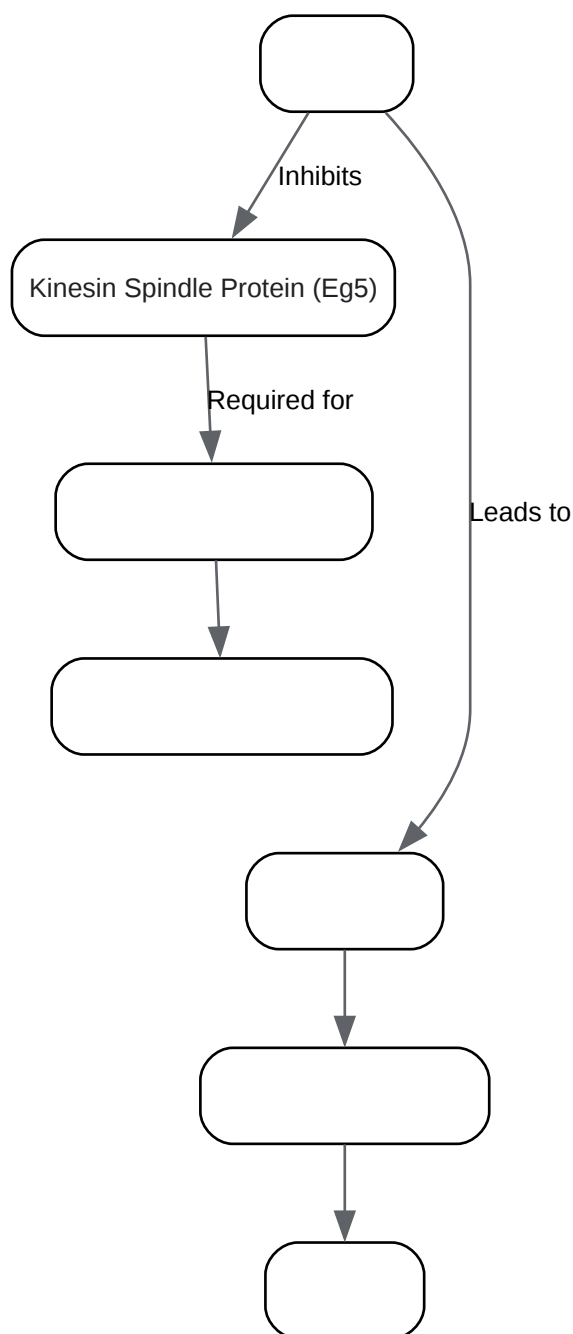 Inhibits
Kinesin Spindle Protein (Eg5)
Required for
Leads to